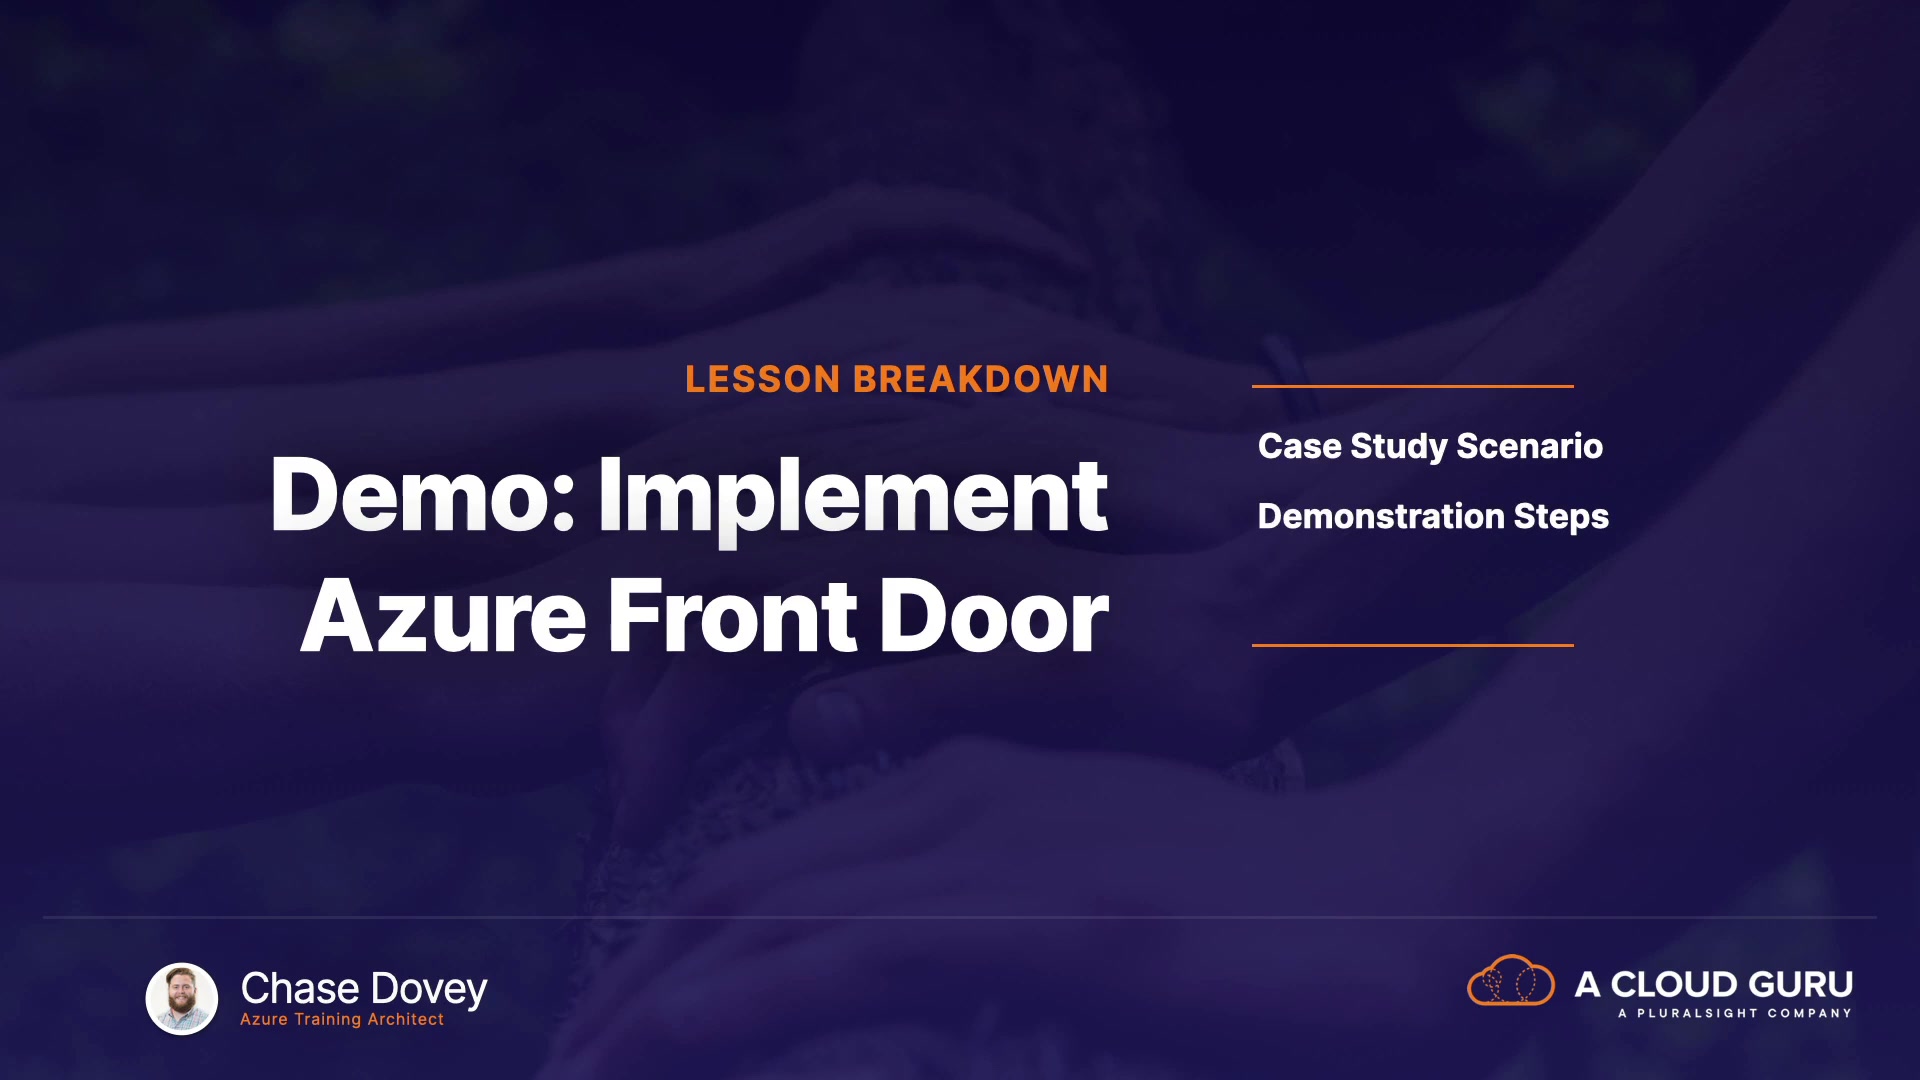 LESSON BREAKDOWN
Demo: Implement
Azure Front Door
Case Study Scenario
Demonstration Steps
Chase Dovey
Azure Training Architect
A CLOUD GURU
A PLURALSIGHT COMPANY